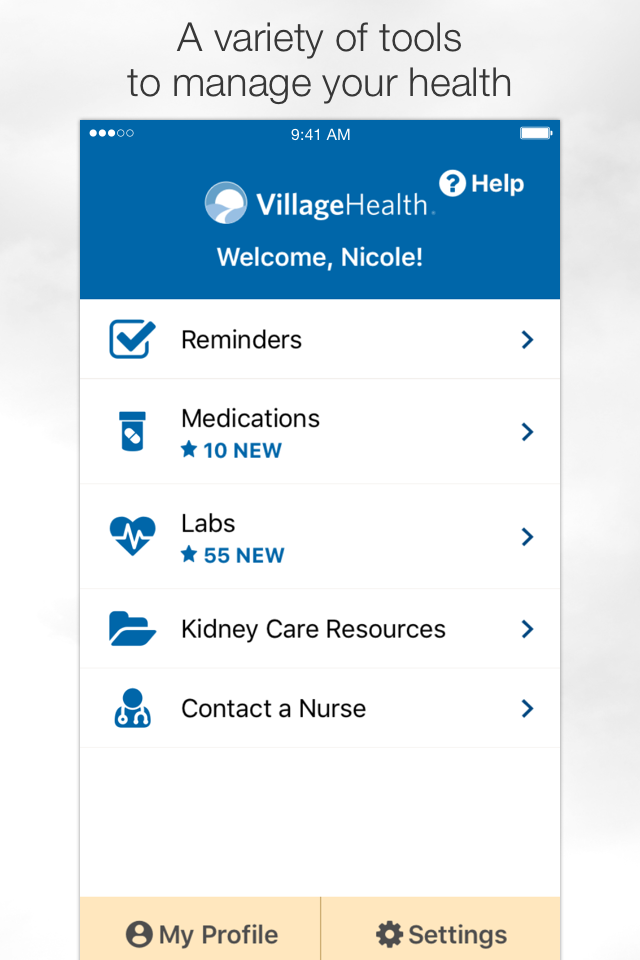 A variety of tools
to manage your health
9:41 AM
Help
VillageHealth
Welcome, Nicole!
Reminders
Medications
10 NEW
Labs
55 NEW
Kidney Care Resources
Contact a Nurse
My Profile
Settings